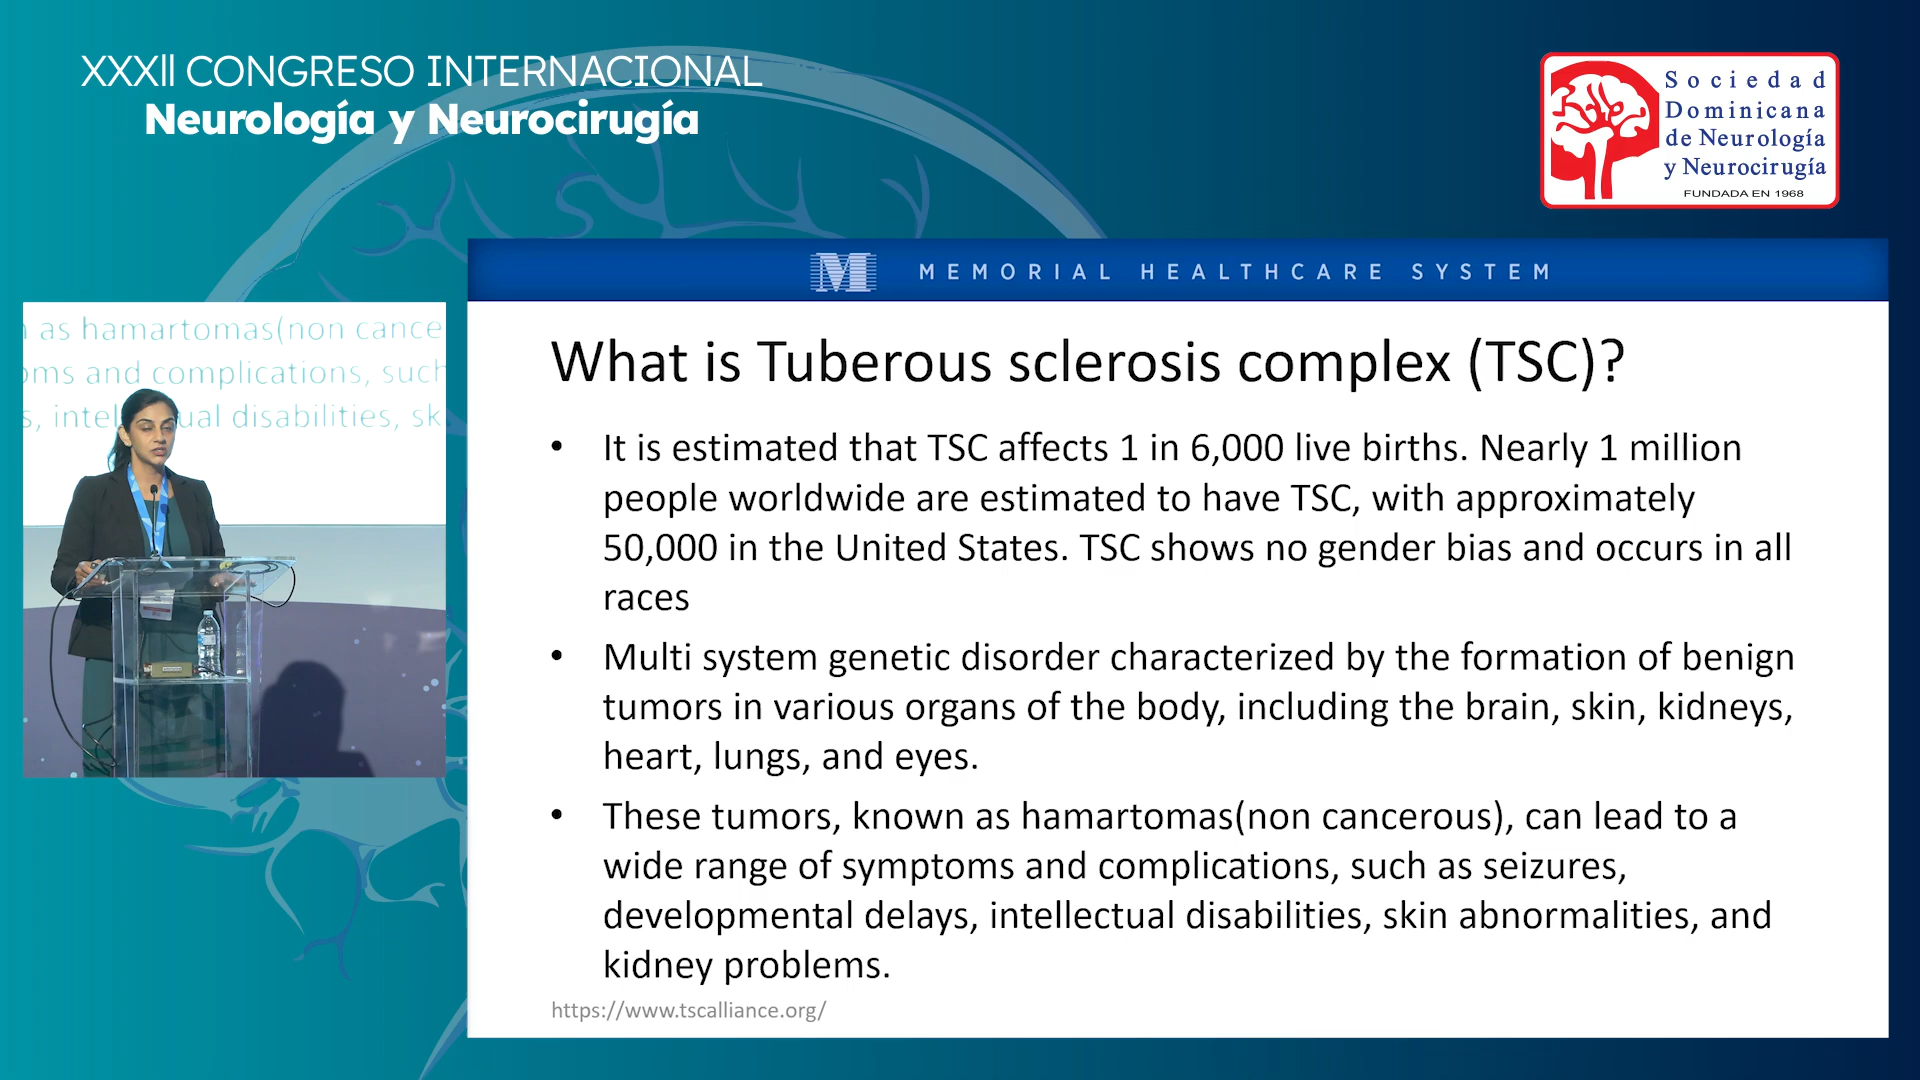 XXXII CONGRESO INTERNACIONAL
Neurología y Neurocirugía
Sociedad
Dominicana
de Neurología
y Neurocirugía
FUNDADA EN 1968
M MEMORIAL HEALTHCARE SYSTEM
What is Tuberous sclerosis complex (TSC)?
• It is estimated that TSC affects 1 in 6,000 live births. Nearly 1 million
people worldwide are estimated to have TSC, with approximately
50,000 in the United States. TSC shows no gender bias and occurs in all
races
• Multi system genetic disorder characterized by the formation of benign
tumors in various organs of the body, including the brain, skin, kidneys,
heart, lungs, and eyes.
• These tumors, known as hamartomas(non cancerous), can lead to a
wide range of symptoms and complications, such as seizures,
developmental delays, intellectual disabilities, skin abnormalities, and
kidney problems.
https://www.tscalliance.org/
as hamartomas(non cance
oms and complications, such
s, intel ual disabilities, sk